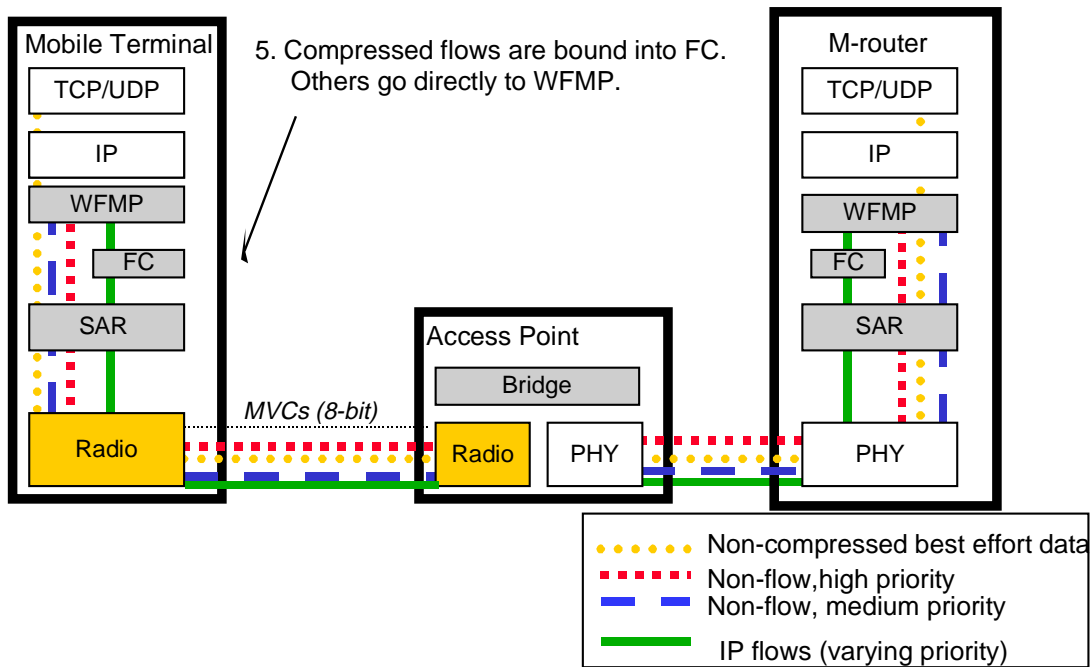 Mobile Terminal
TCP/UDP
IP
WFMP
FC
SAR
Radio
5. Compressed flows are bound into FC.
Others go directly to WFMP.
MVCs (8-bit)
Access Point
Bridge
Radio
PHY
M-router
TCP/UDP
IP
WFMP
FC
SAR
PHY
Non-compressed best effort data
Non-flow,high priority
Non-flow, medium priority
IP flows (varying priority)